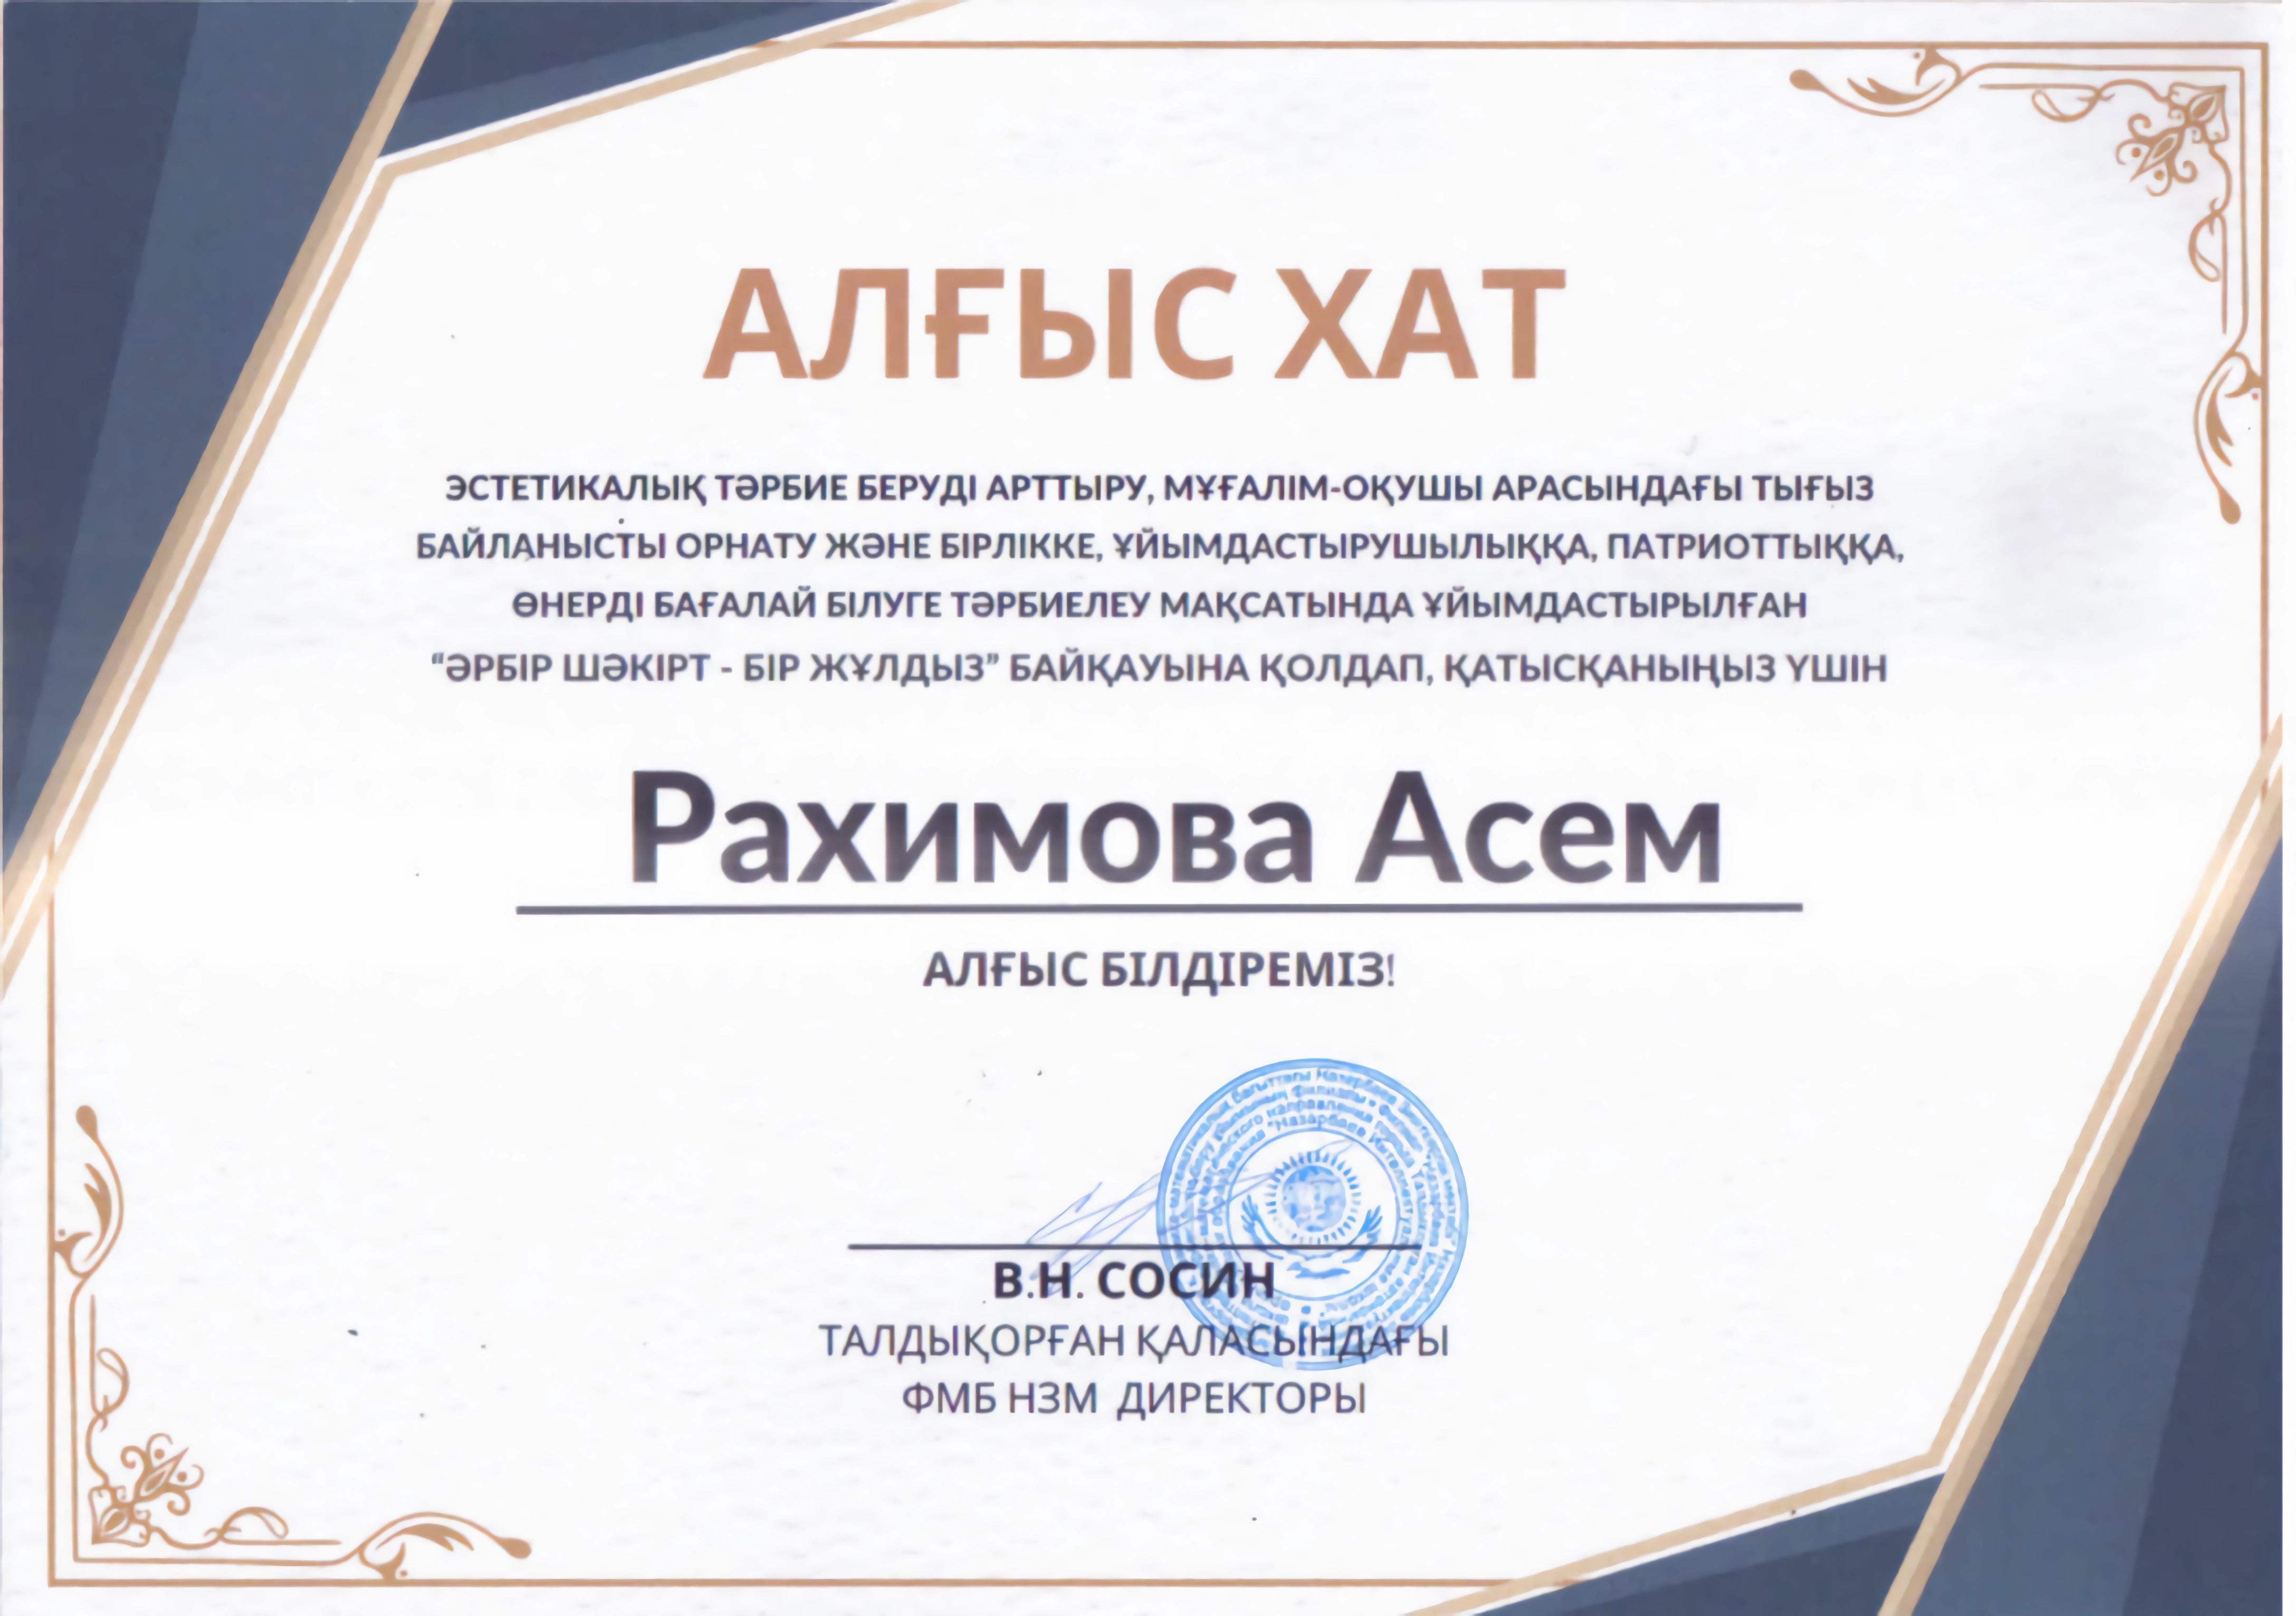 АЛҒЫС ХАТ
ЭСТЕТИКАЛЫҚ ТӘРБИЕ БЕРУДІ АРТТЫРУ, МҰҒАЛІМ-ОҚУШЫ АРАСЫНДАҒЫ ТЫҒЫЗ
БАЙЛАНЫСТЫ ОРНАТУ ЖӘНЕ БІРЛІККЕ, ҰЙЫМДАСТЫРУШЫЛЫҚҚА, ПАТРИОТТЫҚҚА,
ӨНЕРДІ БАҒАЛАЙ БІЛУГЕ ТӘРБИЕЛЕУ МАҚСАТЫНДА ҰЙЫМДАСТЫРЫЛҒАН
“ӘРБІР ШӘКІРТ - БІР ЖҰЛДЫЗ” БАЙҚАУЫНА ҚОЛДАП, ҚАТЫСҚАНЫҢЫЗ ҮШІН
Рахимова Асем
АЛҒЫС БІЛДІРЕМІЗ!
В.Н. СОСИН
ТАЛДЫҚОРҒАН ҚАЛАСЫНДАҒЫ
ФМБ НЗМ ДИРЕКТОРЫ